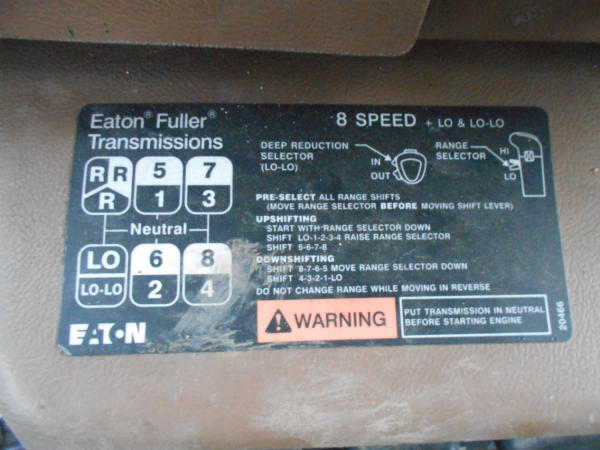 Eaton® Fuller®
Transmissions
R R 5 7
R 1 3
Neutral
LO 6 8
LO-LO 2 4
EATON
8 SPEED + LO & LO-LO
DEEP REDUCTION
SELECTOR
(LO-LO)
IN
OUT
RANGE
SELECTOR
HI
LO
PRE-SELECT ALL RANGE SHIFTS
(MOVE RANGE SELECTOR BEFORE MOVING SHIFT LEVER)
UPSHIFTING
START WITH RANGE SELECTOR DOWN
SHIFT LO-1-2-3-4 RAISE RANGE SELECTOR
SHIFT 5-6-7-8
DOWNSHIFTING
SHIFT 8-7-6-5 MOVE RANGE SELECTOR DOWN
SHIFT 4-3-2-1-LO
DO NOT CHANGE RANGE WHILE MOVING IN REVERSE
WARNING
PUT TRANSMISSION IN NEUTRAL
BEFORE STARTING ENGINE
20466